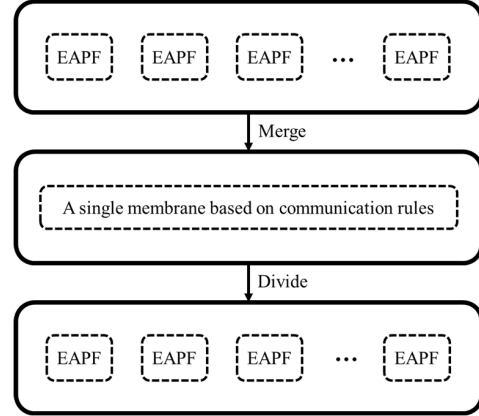 EAPF EAPF EAPF ... EAPF
Merge
A single membrane based on communication rules
Divide
EAPF EAPF EAPF ... EAPF